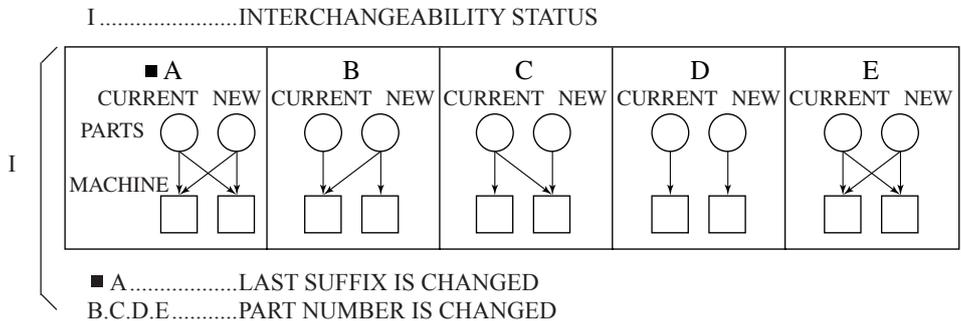 I ......................INTERCHANGEABILITY STATUS
■ A B C D E
CURRENT NEW CURRENT NEW CURRENT NEW CURRENT NEW CURRENT NEW
PARTS
I
MACHINE
■ A..................LAST SUFFIX IS CHANGED
B.C.D.E...........PART NUMBER IS CHANGED